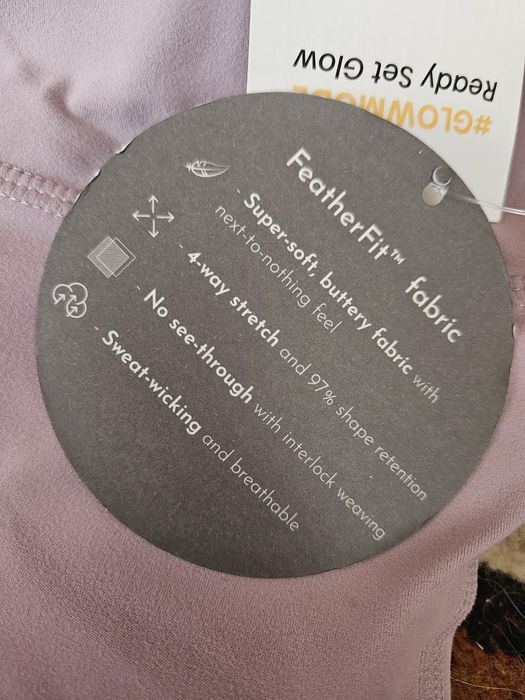 FeatherFit™ fabric
- Super-soft, buttery fabric with
next-to-nothing feel
- 4-way stretch and 97% shape retention
- No see-through with interlock weaving
- Sweat-wicking and breathable
#GLOWMODE
Ready Set Glow